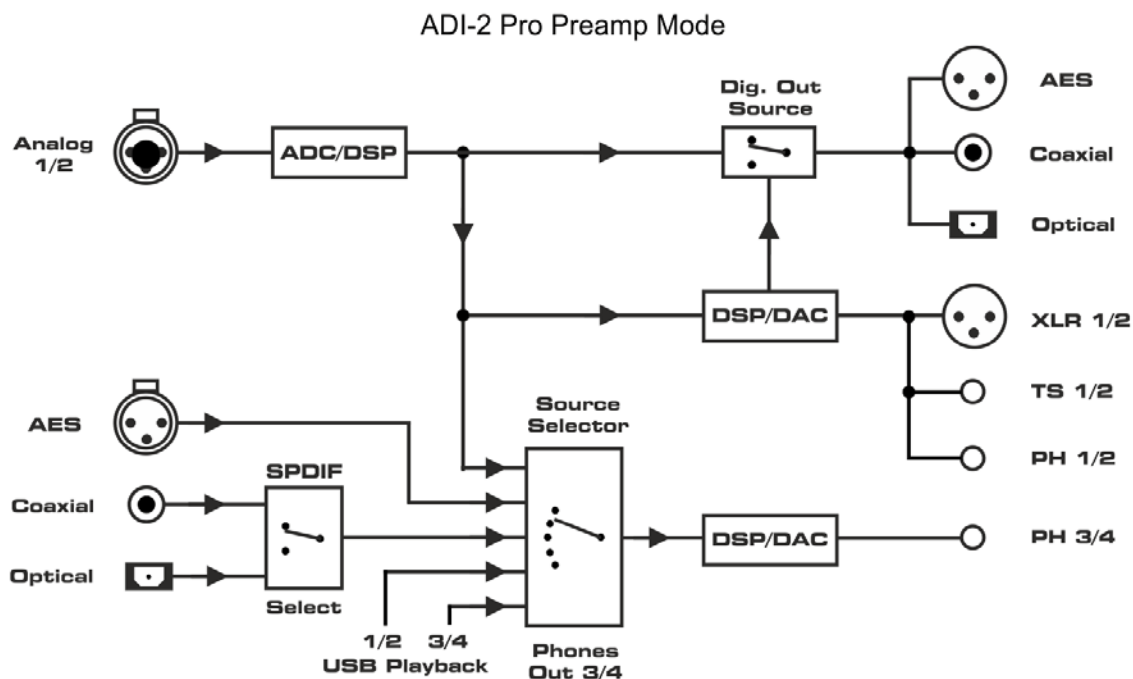 ADI-2 Pro Preamp Mode
Analog
1/2
ADC/DSP
Dig. Out
Source
AES
Coaxial
Optical
DSP/DAC
XLR 1/2
TS 1/2
PH 1/2
AES
Source
Selector
SPDIF
Coaxial
Optical
Select
DSP/DAC
PH 3/4
1/2 3/4
USB Playback
Phones
Out 3/4